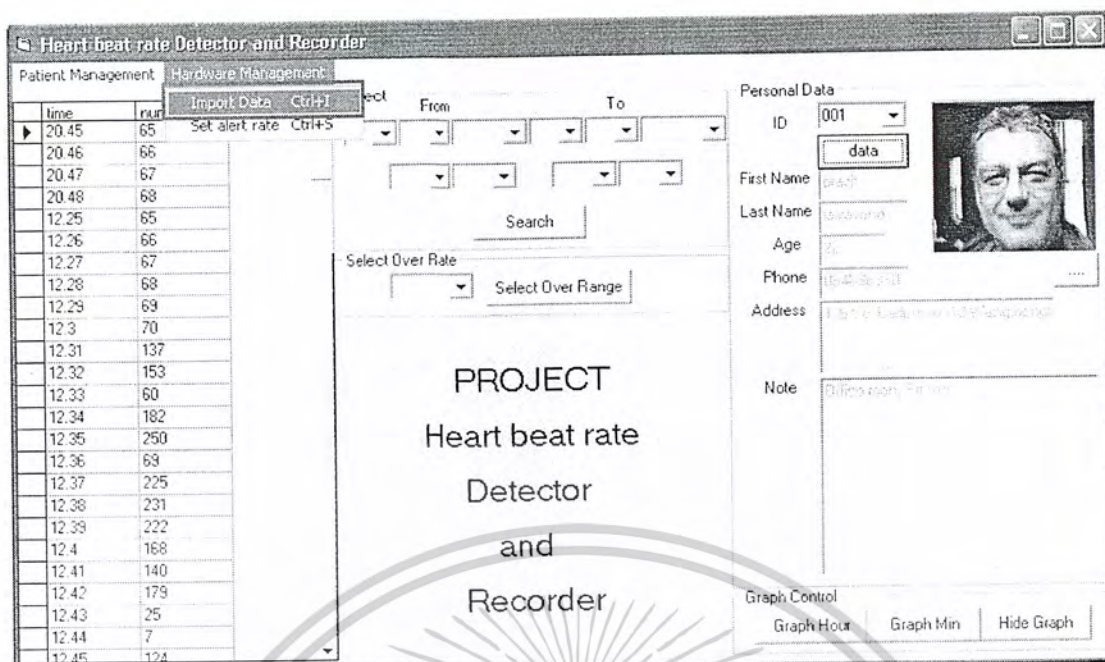 Heart beat rate Detector and Recorder
Patient Management Hardware Management
Import Data Ctrl+I
Set alert rate Ctrl+S
time
20.45 65
20.46 66
20.47 67
20.48 68
12.25 65
12.26 66
12.27 67
12.28 68
12.29 69
12.3 70
12.31 137
12.32 153
12.33 60
12.34 182
12.35 250
12.36 69
12.37 225
12.38 231
12.39 222
12.4 168
12.41 140
12.42 179
12.43 25
12.44 7
12.45 124
From To
Search
Select Over Rate
Select Over Range
PROJECT
Heart beat rate
Detector
and
Recorder
Personal Data
ID 001
data
First Name
Last Name
Age
Phone
....
Address
Note
Graph Control
Graph Hour Graph Min Hide Graph